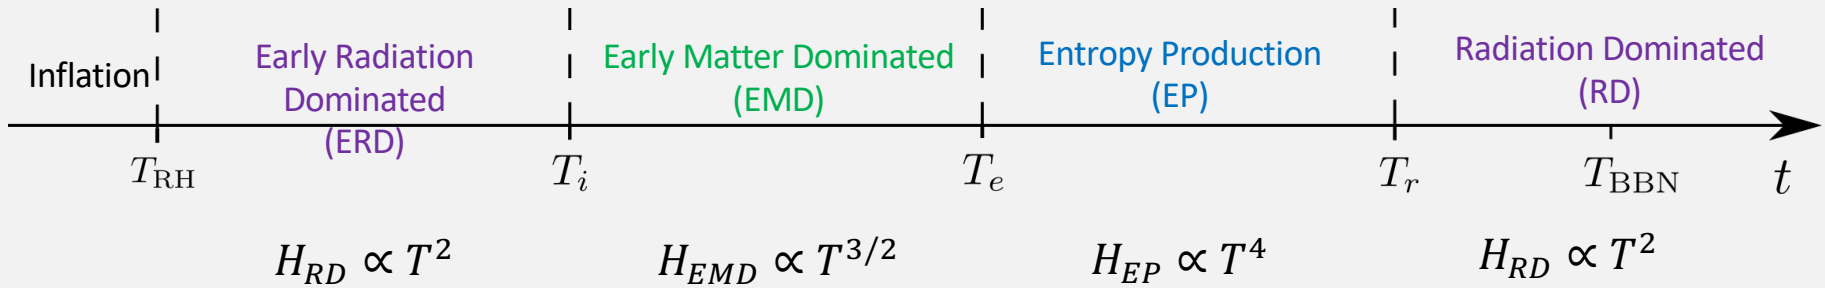 Inflation
Early Radiation
Dominated
(ERD)
Early Matter Dominated
(EMD)
Entropy Production
(EP)
Radiation Dominated
(RD)
T_RH
T_i
T_e
T_r
T_BBN
t
H_RD ∝ T^2
H_EMD ∝ T^3/2
H_EP ∝ T^4
H_RD ∝ T^2